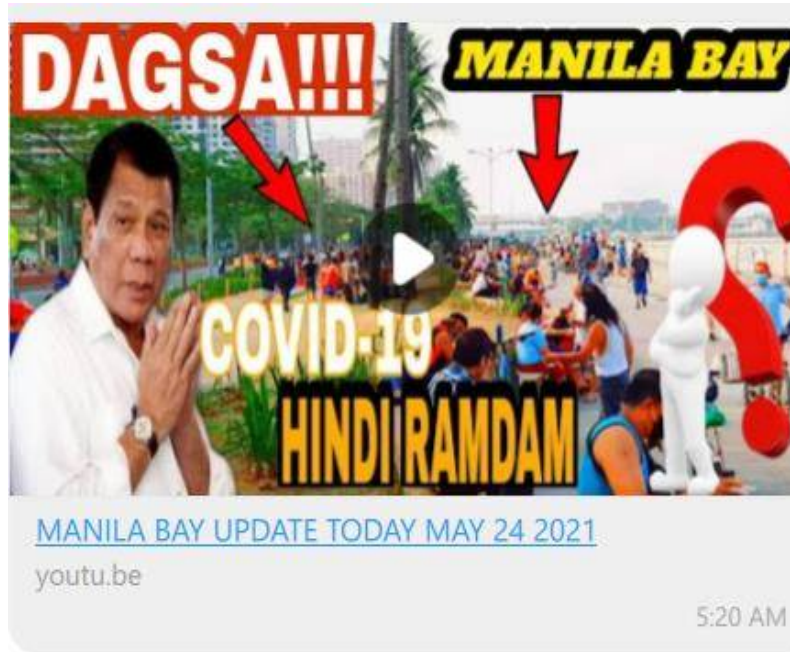 DAGSA!!!
MANILA BAY
COVID-19
HINDI RAMDAM
MANILA BAY UPDATE TODAY MAY 24 2021
youtu.be
5:20 AM